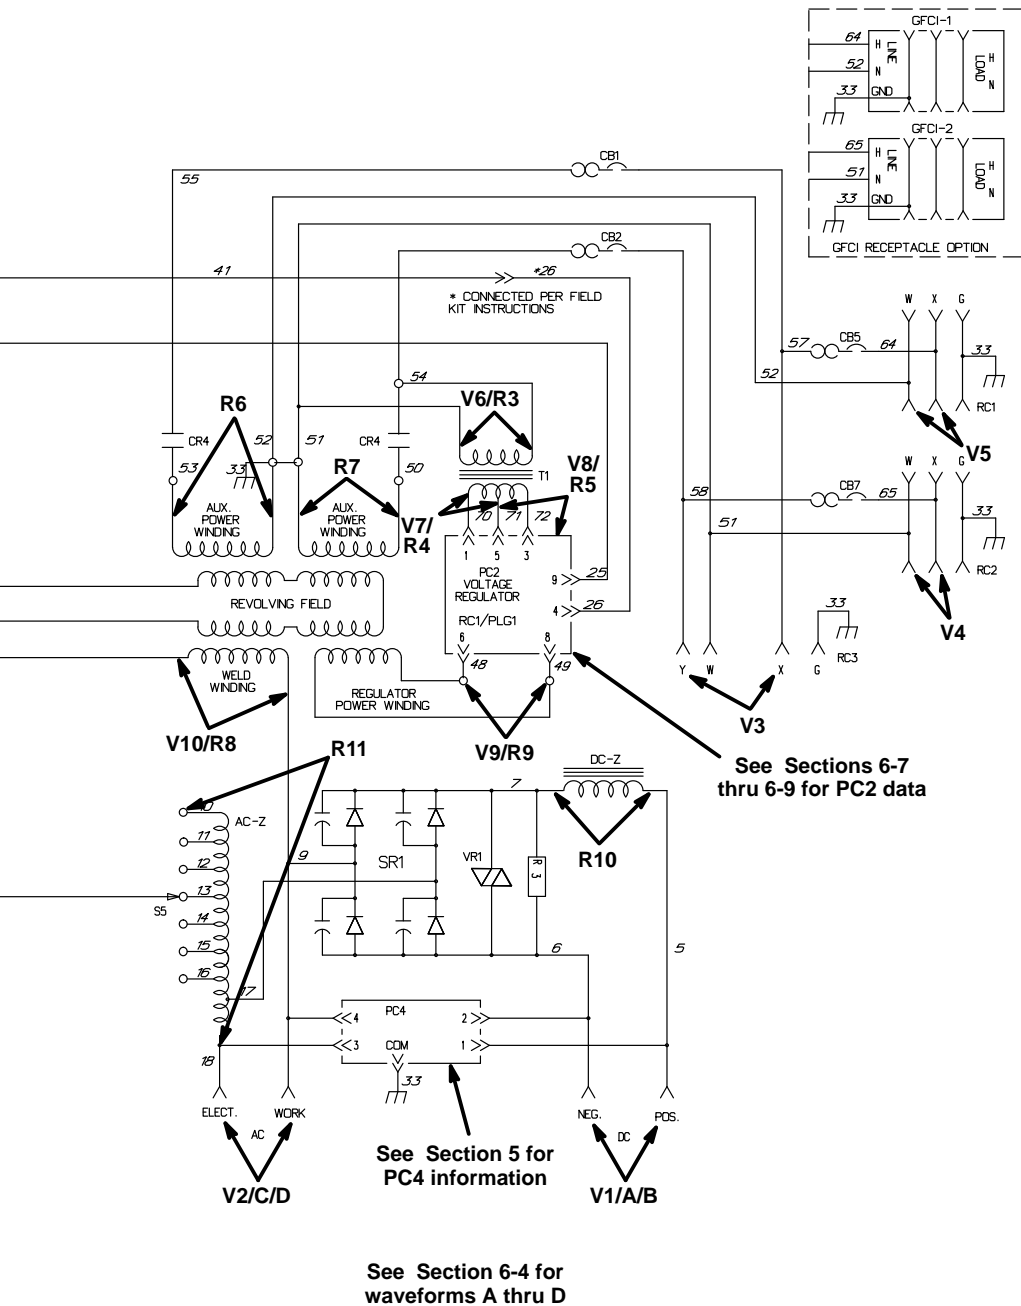 GFCI-1
64
H
LINE
H
LOAD
52
N
N
33
GND
GFCI-2
65
H
LINE
H
LOAD
51
N
N
33
GND
GFCI RECEPTACLE OPTION
CB1
55
CB2
41
*26
* CONNECTED PER FIELD
KIT INSTRUCTIONS
W X G
57
CB5
64
33
52
RC1
V5
54
V6/R3
R6
CR4
52
51
CR4
53
33
R7
50
T1
V8/
R5
W X G
58
CB7
65
33
51
RC2
V4
AUX.
POWER
WINDING
AUX.
POWER
WINDING
V7/
R4
70 71 72
1 5 3
PC2
VOLTAGE
REGULATOR
9
25
4
26
RC1/PLG1
6 8
48 49
REVOLVING FIELD
33
RC3
Y W X G
V3
WELD
WINDING
REGULATOR
POWER WINDING
V10/R8
V9/R9
See Sections 6-7
thru 6-9 for PC2 data
R11
DC-Z
7
10
AC-Z
11
9
12
SR1
VR1
R 3
R10
13
S5
14
15
16
17
6
5
PC4
4
2
3
COM
1
18
33
ELECT.
WORK
AC
NEG.
POS.
DC
See Section 5 for
PC4 information
V2/C/D
V1/A/B
See Section 6-4 for
waveforms A thru D